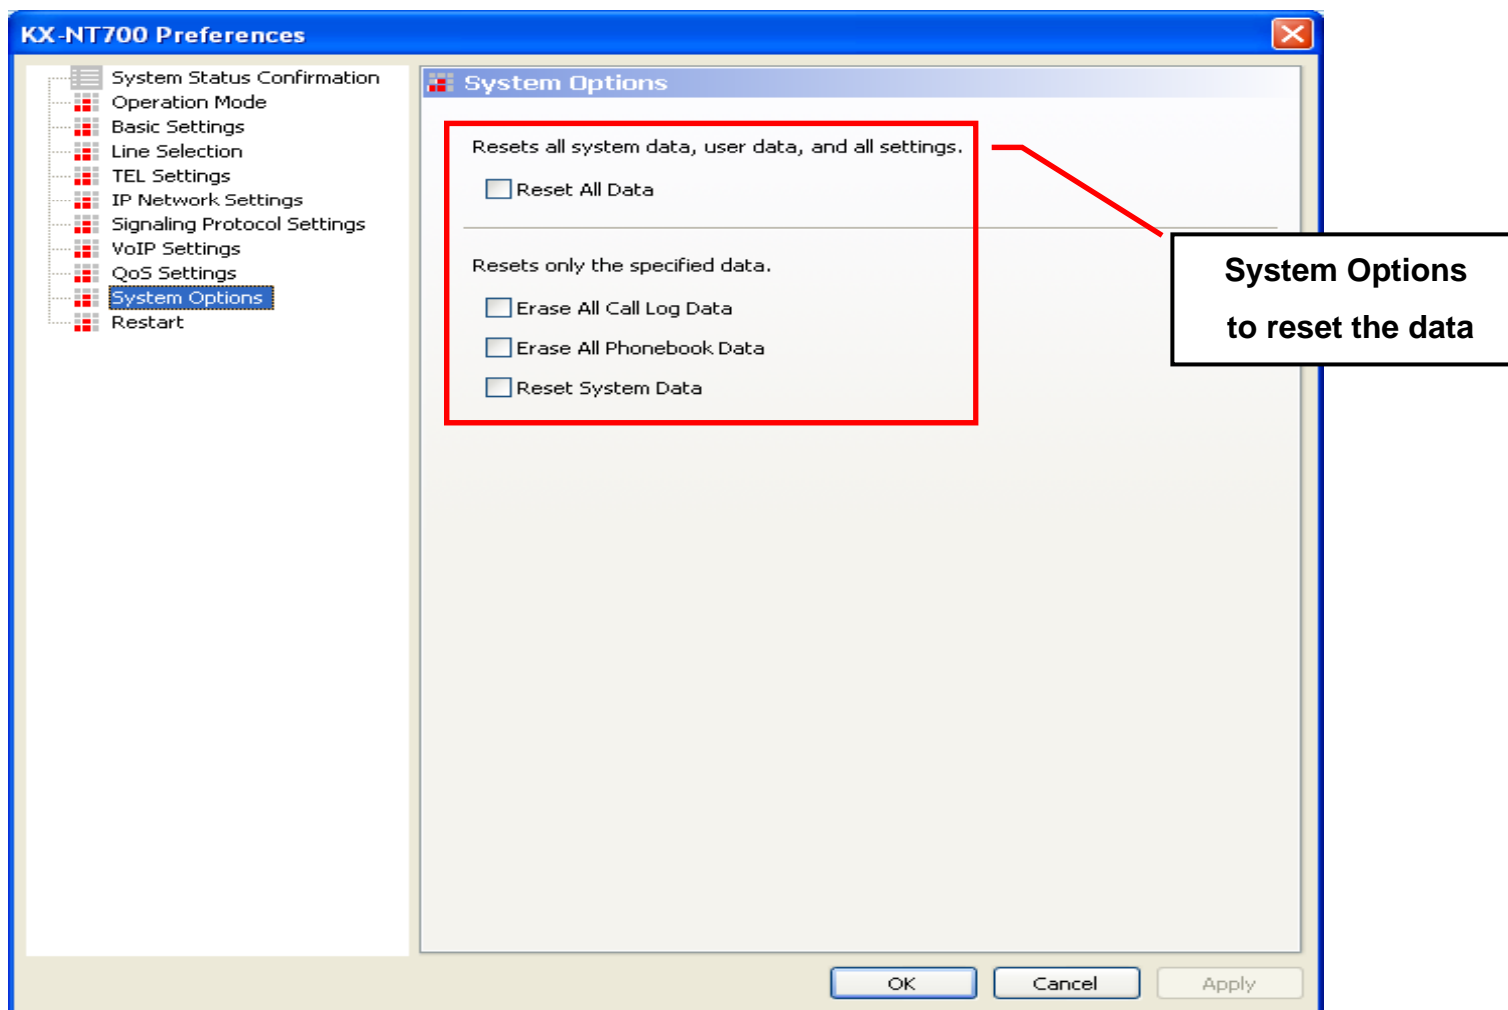 KX-NT700 Preferences
System Status Confirmation
Operation Mode
Basic Settings
Line Selection
TEL Settings
IP Network Settings
Signaling Protocol Settings
VoIP Settings
QoS Settings
System Options
Restart
System Options
Resets all system data, user data, and all settings.
Reset All Data
Resets only the specified data.
Erase All Call Log Data
Erase All Phonebook Data
Reset System Data
System Options
to reset the data
OK
Cancel
Apply